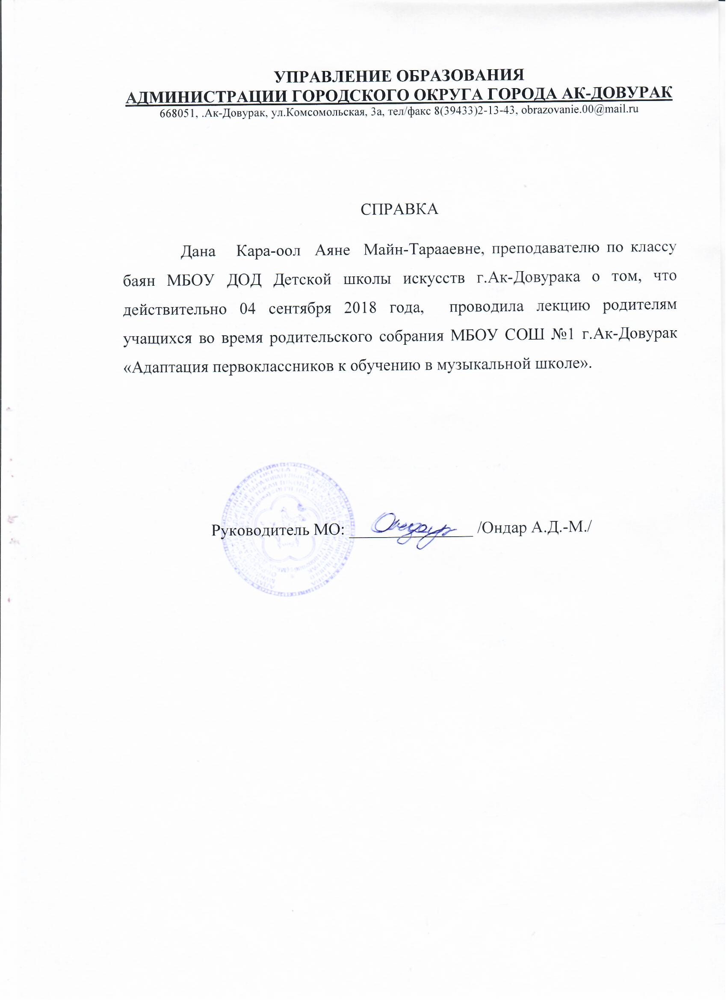 УПРАВЛЕНИЕ ОБРАЗОВАНИЯ
АДМИНИСТРАЦИИ ГОРОДСКОГО ОКРУГА ГОРОДА АК-ДОВУРАК
668051, .Ак-Довурак, ул.Комсомольская, 3а, тел/факс 8(39433)2-13-43, obrazovanie.00@mail.ru
СПРАВКА
Дана Кара-оол Аяне Майн-Тарааевне, преподавателю по классу
баян МБОУ ДОД Детской школы искусств г.Ак-Довурака о том, что
действительно 04 сентября 2018 года, проводила лекцию родителям
учащихся во время родительского собрания МБОУ СОШ №1 г.Ак-Довурак
«Адаптация первоклассников к обучению в музыкальной школе».
Руководитель МО: ______________ /Ондар А.Д.-М./